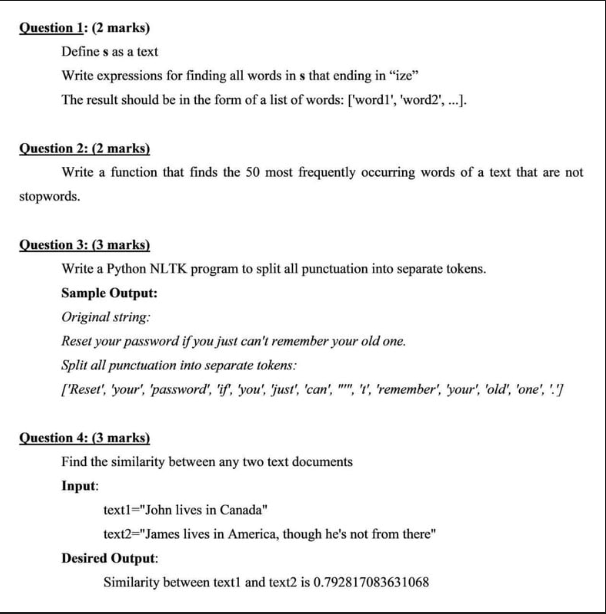 Question 1: (2 marks)
Define s as a text
Write expressions for finding all words in s that ending in “ize”
The result should be in the form of a list of words: ['word1', 'word2', ...].
Question 2: (2 marks)
Write a function that finds the 50 most frequently occurring words of a text that are not
stopwords.
Question 3: (3 marks)
Write a Python NLTK program to split all punctuation into separate tokens.
Sample Output:
Original string:
Reset your password if you just can't remember your old one.
Split all punctuation into separate tokens:
['Reset', 'your', 'password', 'if', 'you', 'just', 'can', "'", 't', 'remember', 'your', 'old', 'one', '.']
Question 4: (3 marks)
Find the similarity between any two text documents
Input:
text1="John lives in Canada"
text2="James lives in America, though he's not from there"
Desired Output:
Similarity between text1 and text2 is 0.792817083631068